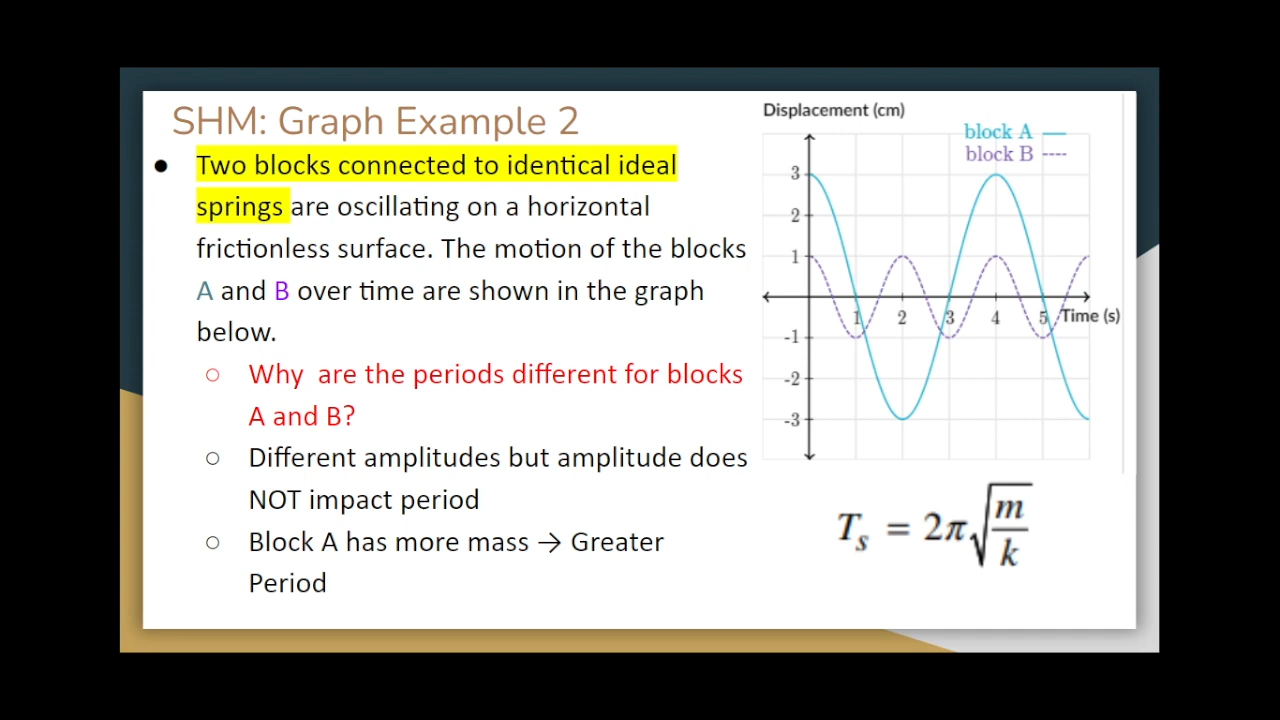 SHM: Graph Example 2
● Two blocks connected to identical ideal
springs are oscillating on a horizontal
frictionless surface. The motion of the blocks
A and B over time are shown in the graph
below.
○ Why are the periods different for blocks
A and B?
○ Different amplitudes but amplitude does
NOT impact period
○ Block A has more mass → Greater
Period
Displacement (cm)
block A
block B
3
2
1
-1
-2
-3
1 2 3 4 5 Time (s)
Tₛ = 2π√(m/k)